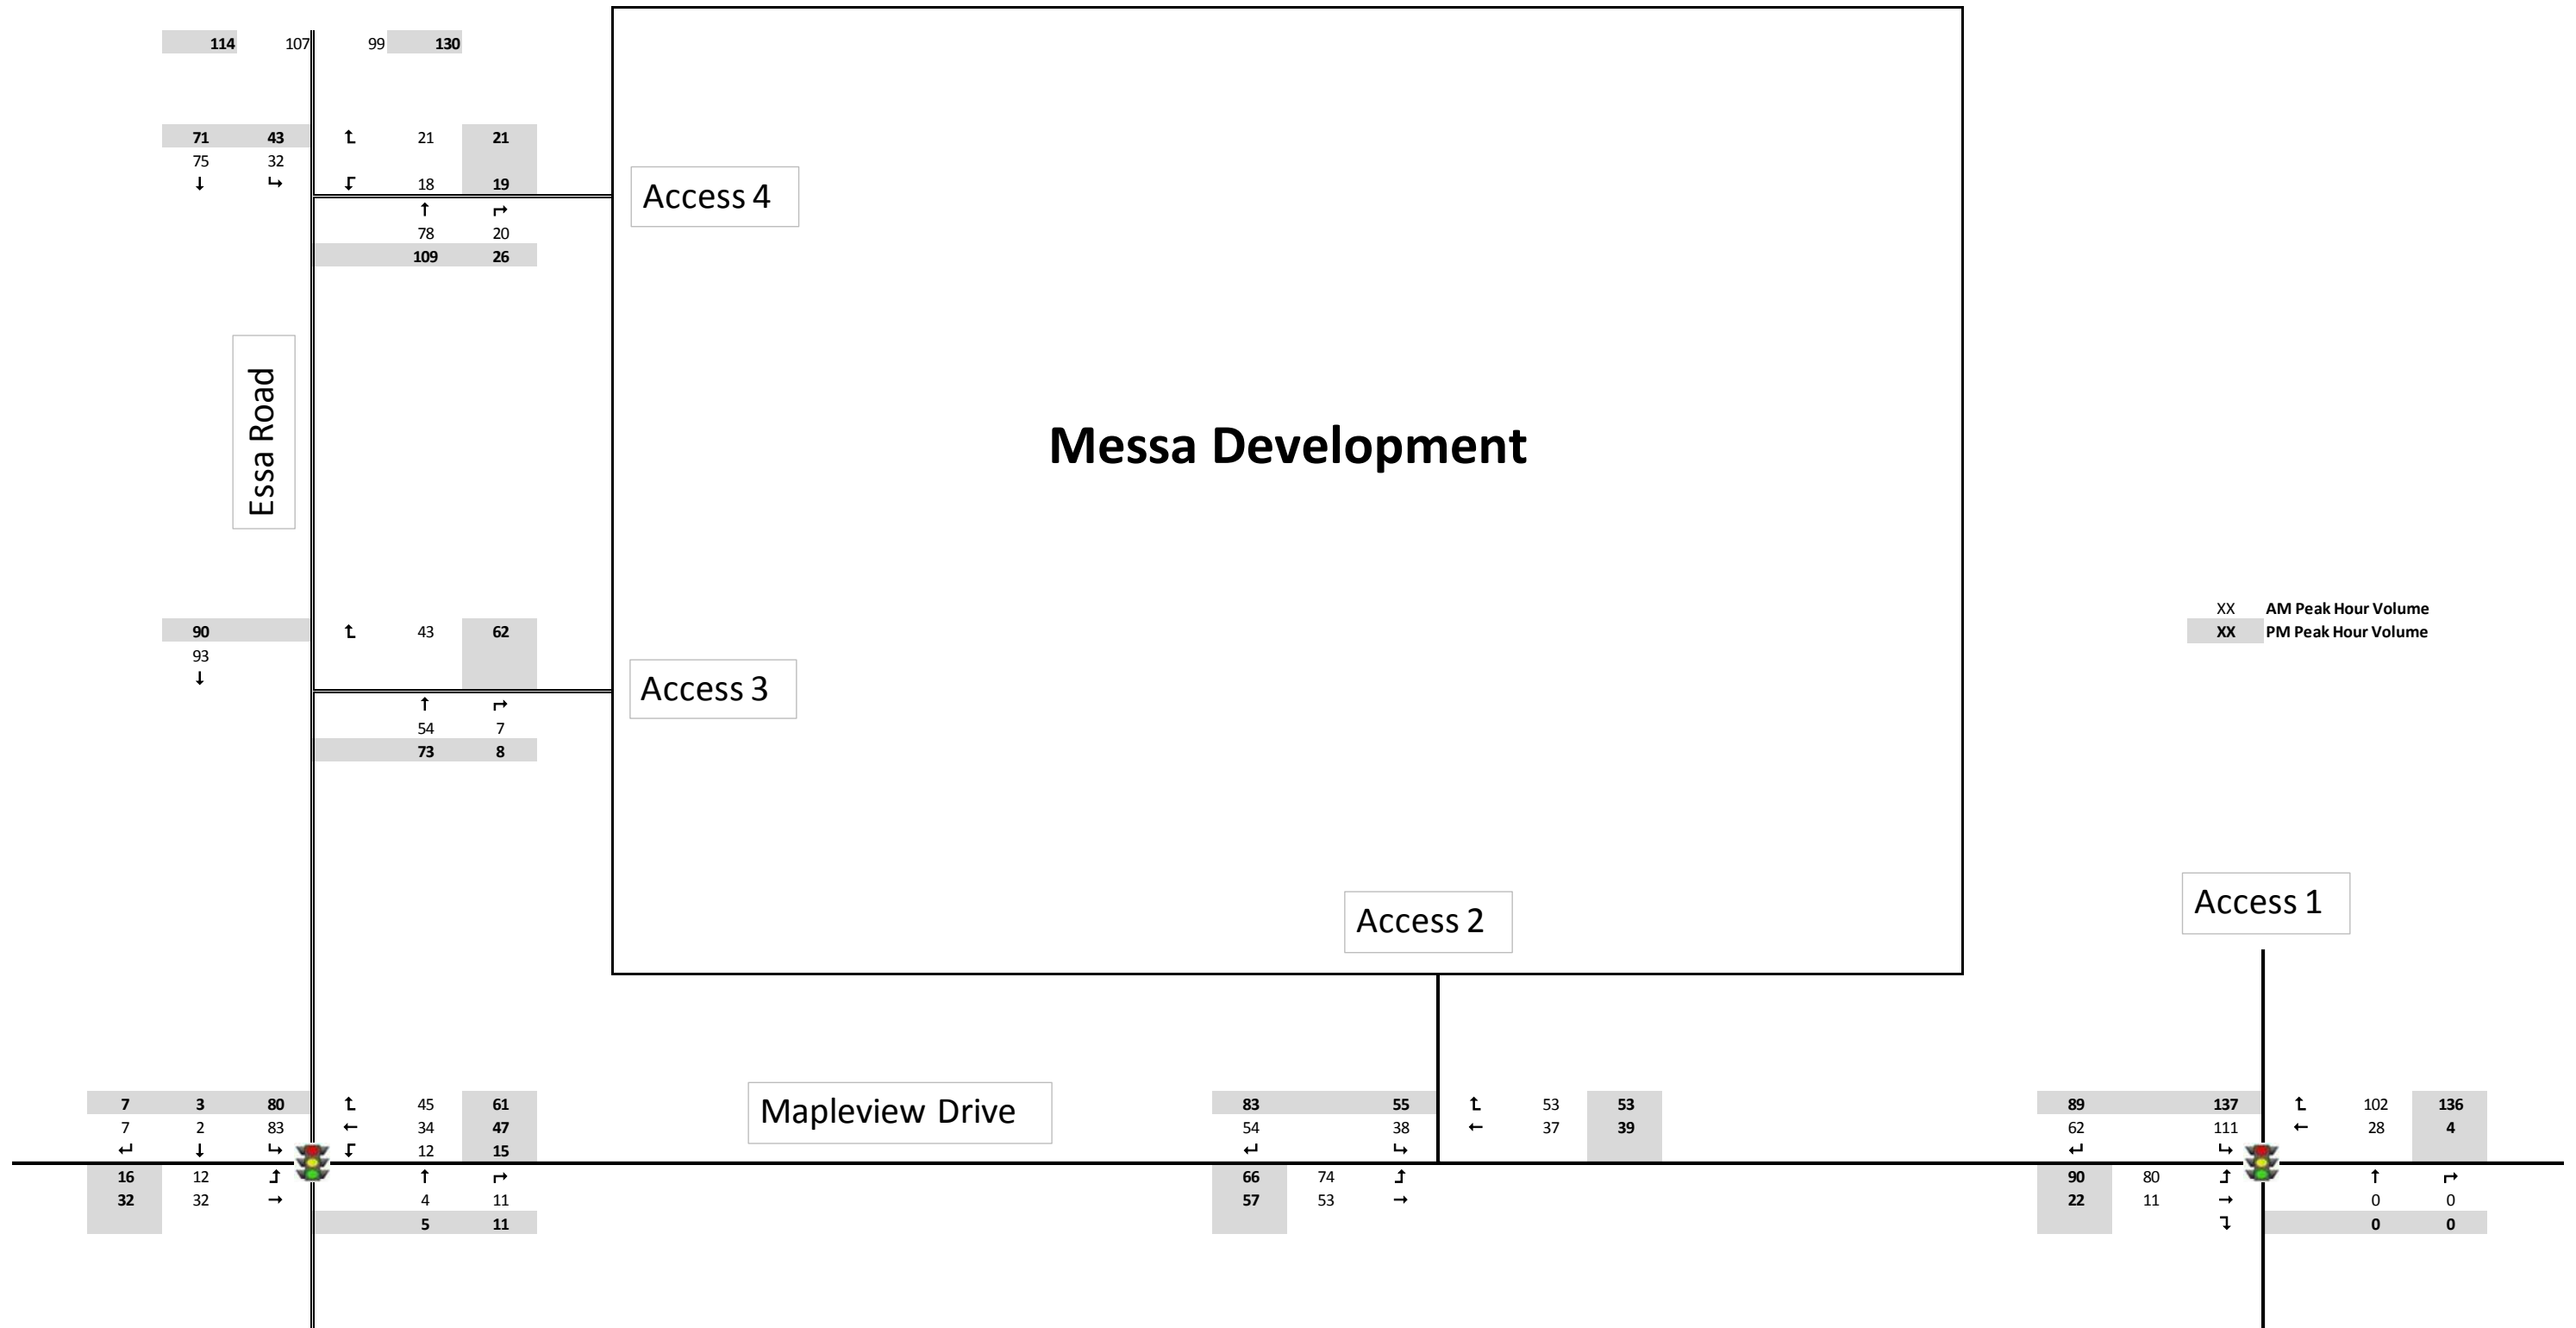 114 107 99 130
71 43 ↥ 21 21
75 32
↓ ↳ ↧ 18 19
Access 4
↑ ↱
78 20
109 26
Essa Road
Messa Development
XX AM Peak Hour Volume
90 43 62
XX PM Peak Hour Volume
93
↓
Access 3
↑ ↱
54 7
73 8
Access 1
Access 2
Mapleview Drive
7 3 80 45 61
7 2 83 ← 34 47
↵ ↓ ↳ 12 15
16 12 ↑ ↱
32 32 → 4 11
5 11
83 55 53 53
54 38 ← 37 39
↵ ↳
66 74
57 53 →
89 137 102 136
62 111 ← 28 4
↵ ↳
90 80 ↑ ↱
22 11 → 0 0
0 0